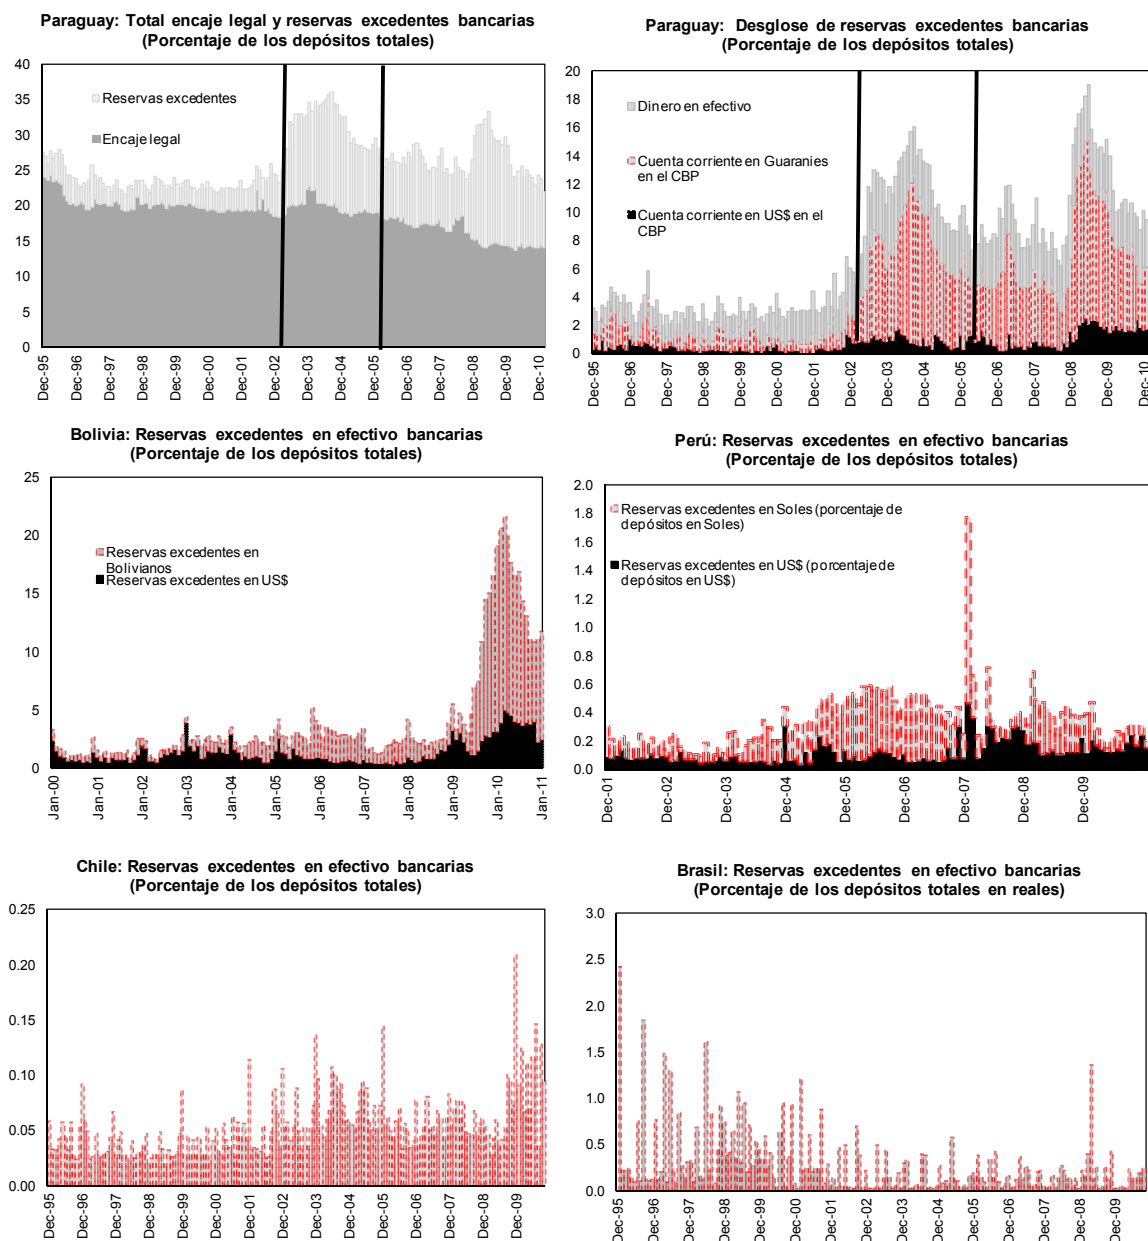 Paraguay: Total encaje legal y reservas excedentes bancarias
(Porcentaje de los depósitos totales)
40
35
30
25
20
15
10
5
0
Reservas excedentes
Encaje legal
Dec-95
Dec-96
Dec-97
Dec-98
Dec-99
Dec-00
Dec-01
Dec-02
Dec-03
Dec-04
Dec-05
Dec-06
Dec-07
Dec-08
Dec-09
Dec-10
Paraguay: Desglose de reservas excedentes bancarias
(Porcentaje de los depósitos totales)
20
18
16
14
12
10
8
6
4
2
0
Dinero en efectivo
Cuenta corriente en Guaranies
en el CBP
Cuenta corriente en US$ en el
CBP
Dec-95
Dec-96
Dec-97
Dec-98
Dec-99
Dec-00
Dec-01
Dec-02
Dec-03
Dec-04
Dec-05
Dec-06
Dec-07
Dec-08
Dec-09
Dec-10
Bolivia: Reservas excedentes en efectivo bancarias
(Porcentaje de los depósitos totales)
25
20
15
10
5
0
Reservas excedentes en
Bolivianos
Reservas excedentes en US$
Jan-00
Jan-01
Jan-02
Jan-03
Jan-04
Jan-05
Jan-06
Jan-07
Jan-08
Jan-09
Jan-10
Jan-11
Perú: Reservas excedentes en efectivo bancarias
(Porcentaje de los depósitos totales)
2.0
1.8
1.6
1.4
1.2
1.0
0.8
0.6
0.4
0.2
0.0
Reservas excedentes en Soles (porcentaje de
depósitos en Soles)
Reservas excedentes en US$ (porcentaje de
depósitos en US$)
Dec-01
Dec-02
Dec-03
Dec-04
Dec-05
Dec-06
Dec-07
Dec-08
Dec-09
Chile: Reservas excedentes en efectivo bancarias
(Porcentaje de los depósitos totales)
0.25
0.20
0.15
0.10
0.05
0.00
Dec-95
Dec-96
Dec-97
Dec-98
Dec-99
Dec-00
Dec-01
Dec-02
Dec-03
Dec-04
Dec-05
Dec-06
Dec-07
Dec-08
Dec-09
Brasil: Reservas excedentes en efectivo bancarias
(Porcentaje de los depósitos totales en reales)
3.0
2.5
2.0
1.5
1.0
0.5
0.0
Dec-95
Dec-96
Dec-97
Dec-98
Dec-99
Dec-00
Dec-01
Dec-02
Dec-03
Dec-04
Dec-05
Dec-06
Dec-07
Dec-08
Dec-09